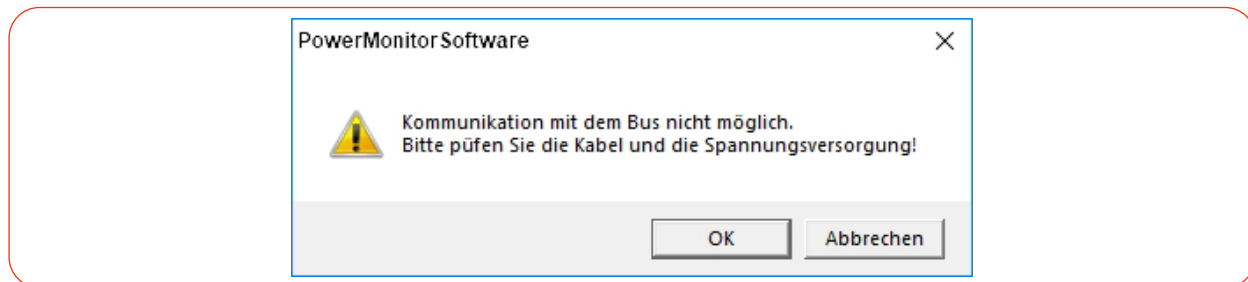 PowerMonitorSoftware
Kommunikation mit dem Bus nicht möglich.
Bitte püfen Sie die Kabel und die Spannungsversorgung!
OK
Abbrechen